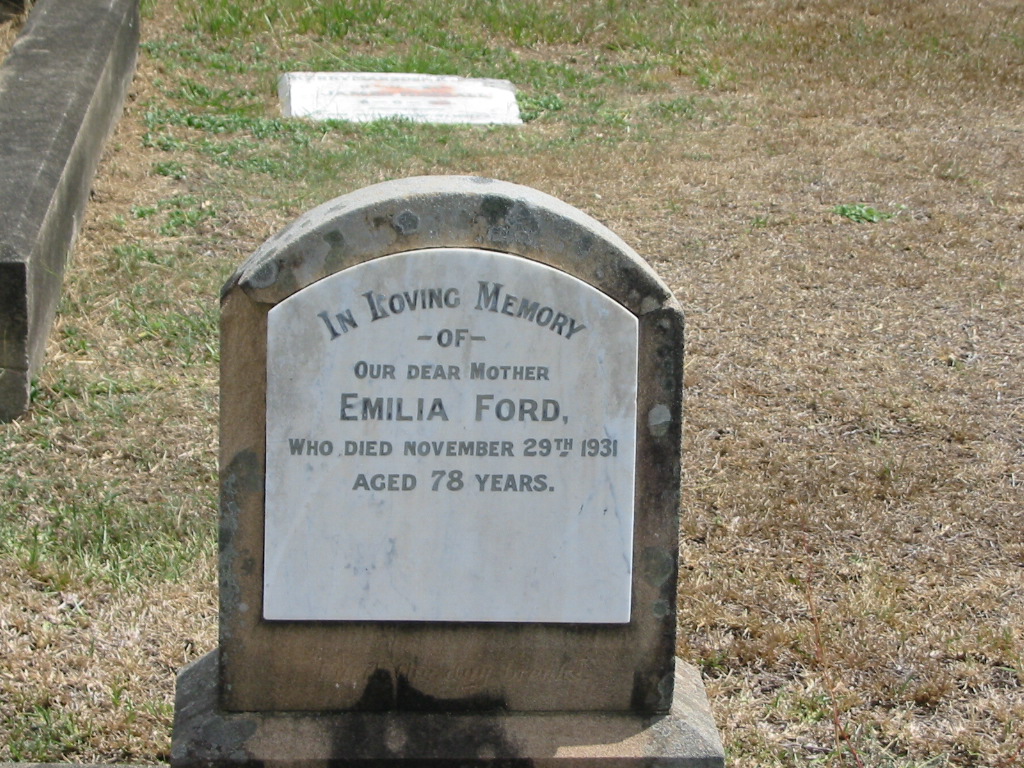 IN LOVING MEMORY
-OF-
OUR DEAR MOTHER
EMILIA FORD,
WHO DIED NOVEMBER 29TH 1931
AGED 78 YEARS.